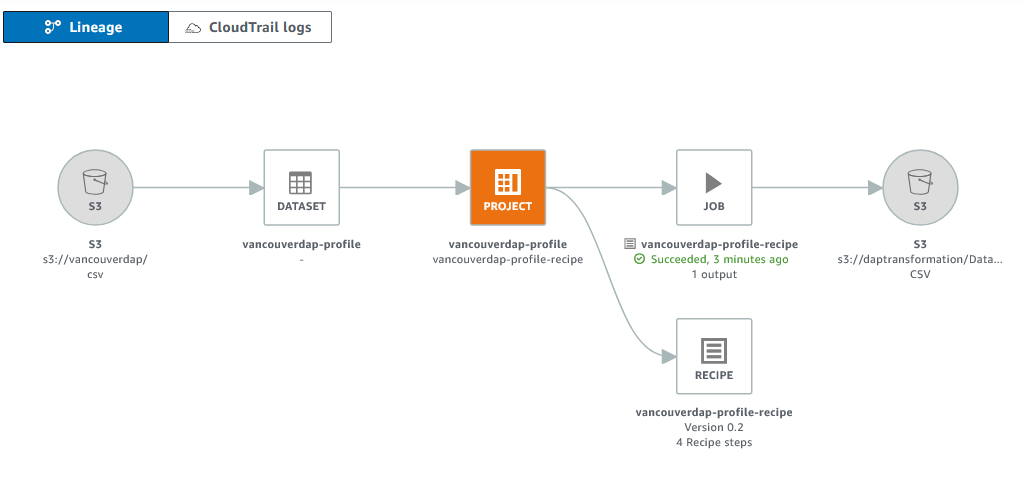 Lineage
CloudTrail logs
S3
DATASET
PROJECT
JOB
S3
S3
s3://vancouverdap/
csv
vancouverdap-profile
-
vancouverdap-profile
vancouverdap-profile-recipe
vancouverdap-profile-recipe
Succeeded, 3 minutes ago
1 output
S3
s3://daptransformation/Data...
CSV
RECIPE
vancouverdap-profile-recipe
Version 0.2
4 Recipe steps